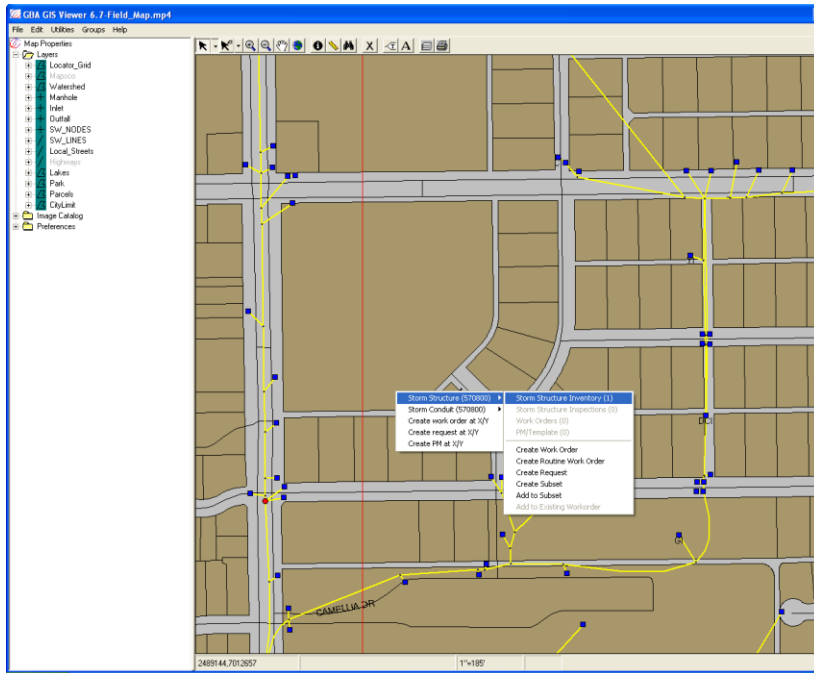 GBA GIS Viewer 6.7-Field_Map.mp4
File Edit Utilities Groups Help
Map Properties
Layers
Locator_Grid
Mapsco
Watershed
Manhole
Inlet
Outfall
SW_NODES
SW_LINES
Local_Streets
Highways
Lakes
Park
Parcels
CityLimit
Image Catalog
Preferences
X T A
Storm Structure (570800)
Storm Conduit (570800)
Create work order at X/Y
Create request at X/Y
Create PM at X/Y
Storm Structure Inventory (1)
Storm Structure Inspections (0)
Work Orders (0)
PM/Template (0)
Create Work Order
Create Routine Work Order
Create Request
Create Subset
Add to Subset
Add to Existing Workorder
CAMELLIA DR
2489144,7012657
1"=185'